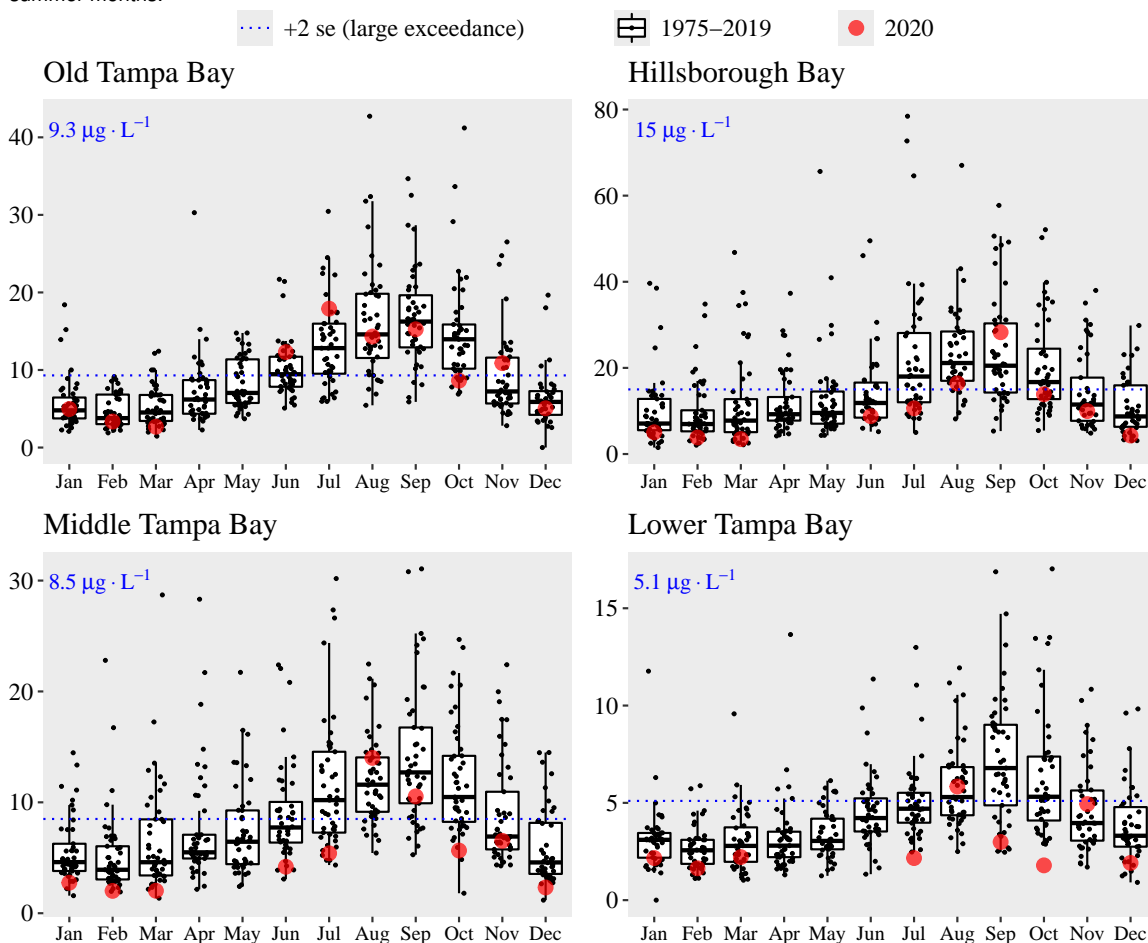 summer months.
+2 se (large exceedance) 1975−2019 2020
Old Tampa Bay
9.3 μg · L−1
40
30
20
10
0
Jan Feb Mar Apr May Jun Jul Aug Sep Oct Nov Dec
Hillsborough Bay
15 μg · L−1
80
60
40
20
0
Jan Feb Mar Apr May Jun Jul Aug Sep Oct Nov Dec
Middle Tampa Bay
8.5 μg · L−1
30
20
10
0
Jan Feb Mar Apr May Jun Jul Aug Sep Oct Nov Dec
Lower Tampa Bay
5.1 μg · L−1
15
10
5
0
Jan Feb Mar Apr May Jun Jul Aug Sep Oct Nov Dec